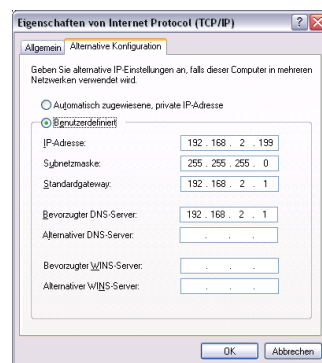 Eigenschaften von Internet Protocol (TCP/IP)
Allgemein Alternative Konfiguration
Geben Sie alternative IP-Einstellungen an, falls dieser Computer in mehreren
Netzwerken verwendet wird.
Automatisch zugewiesene, private IP-Adresse
Benutzerdefiniert
IP-Adresse: 192 . 168 . 2 . 199
Subnetzmaske: 255 . 255 . 255 . 0
Standardgateway: 192 . 168 . 2 . 1
Bevorzugter DNS-Server: 192 . 168 . 2 . 1
Alternativer DNS-Server: . . .
Bevorzugter WINS-Server: . . .
Alternativer WINS-Server: . . .
OK Abbrechen